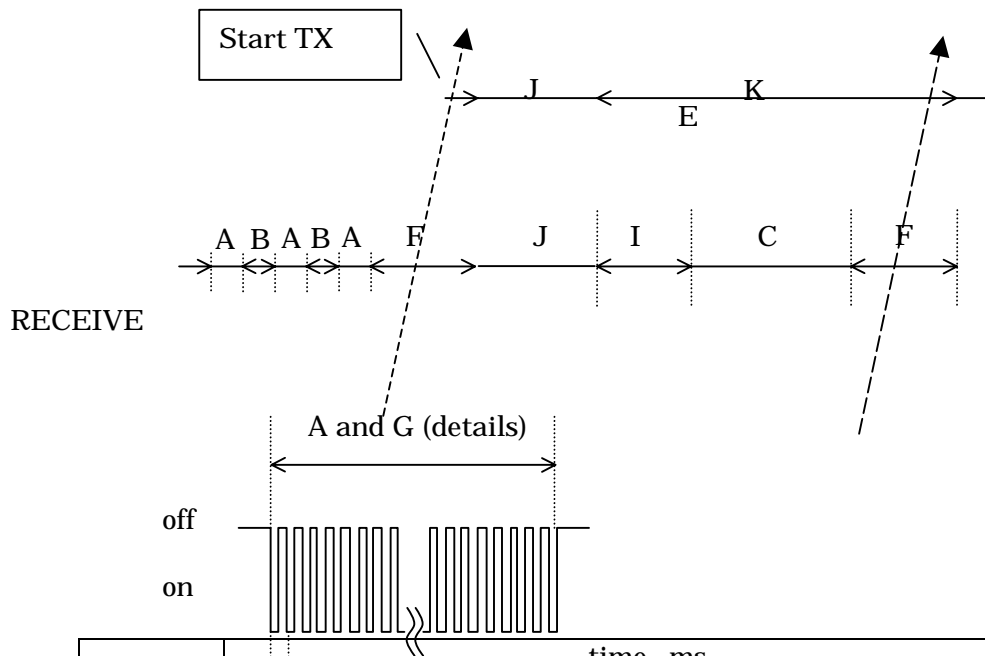 Start TX
J K
E
A B A B A F J I C F
RECEIVE
A and G (details)
off
on
time ms